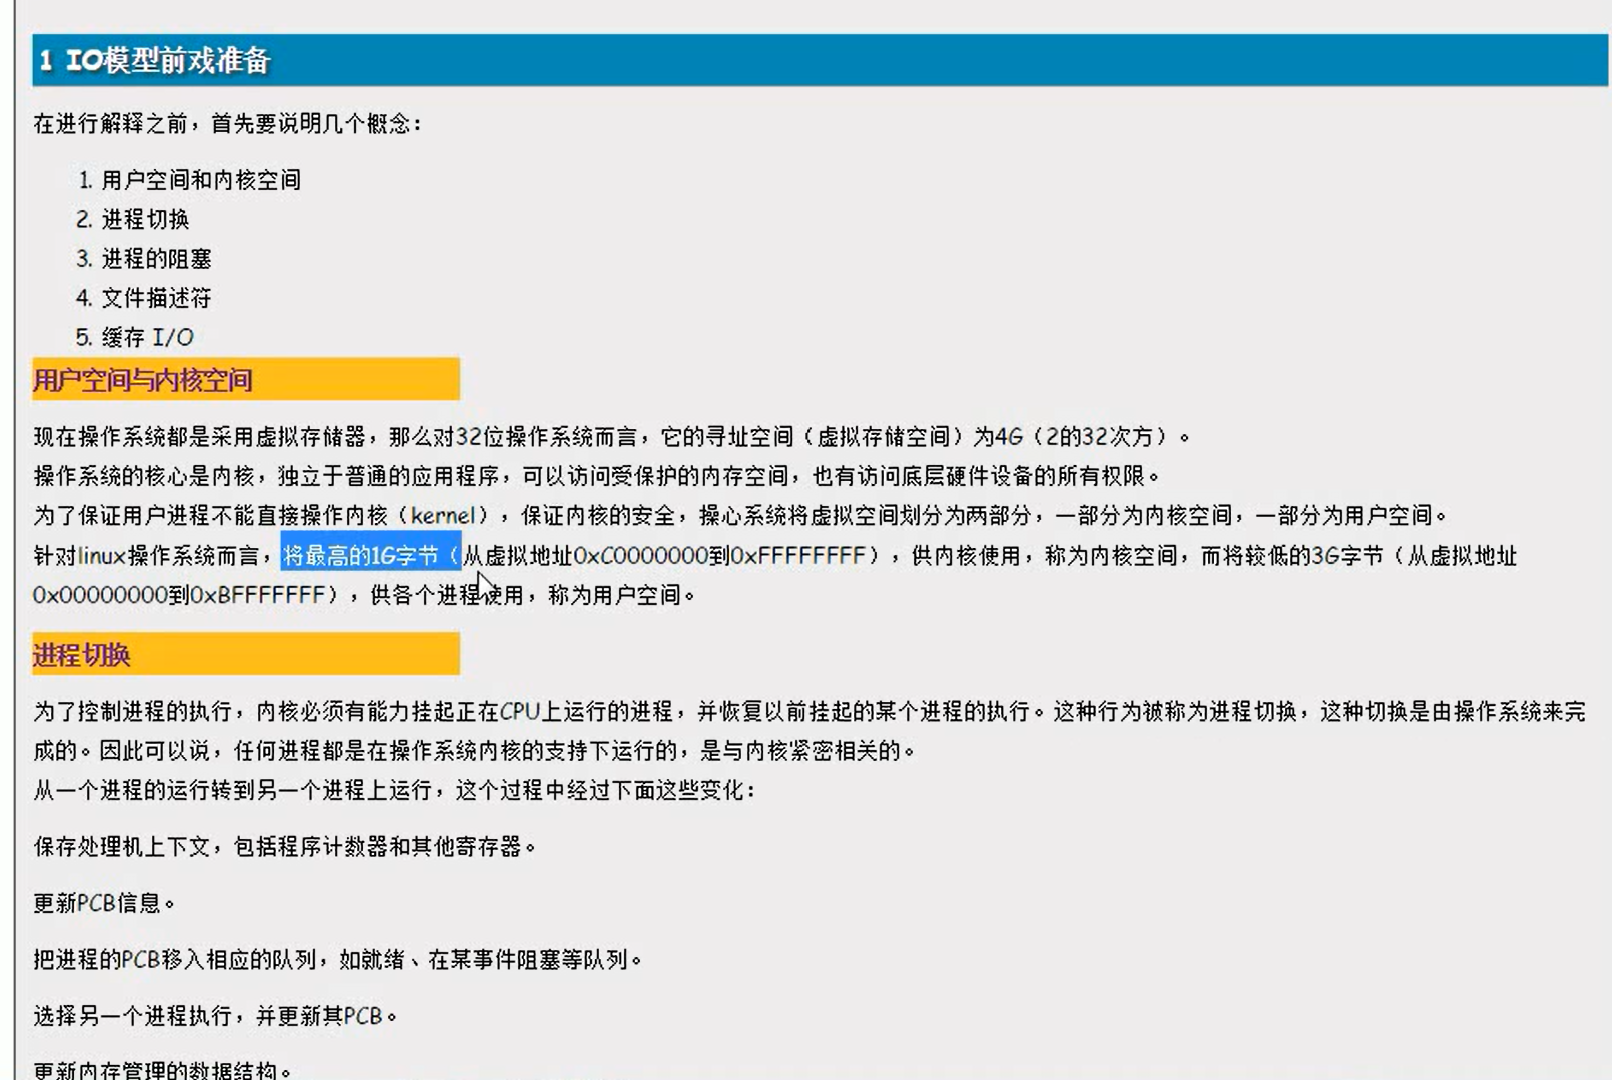 1 IO模型前戏准备
在进行解释之前，首先要说明几个概念：
1. 用户空间和内核空间
2. 进程切换
3. 进程的阻塞
4. 文件描述符
5. 缓存 I/O
用户空间与内核空间
现在操作系统都是采用虚拟存储器，那么对32位操作系统而言，它的寻址空间（虚拟存储空间）为4G（2的32次方）。
操作系统的核心是内核，独立于普通的应用程序，可以访问受保护的内存空间，也有访问底层硬件设备的所有权限。
为了保证用户进程不能直接操作内核（kernel），保证内核的安全，操心系统将虚拟空间划分为两部分，一部分为内核空间，一部分为用户空间。
针对linux操作系统而言，将最高的1G字节（从虚拟地址0xC0000000到0xFFFFFFFF），供内核使用，称为内核空间，而将较低的3G字节（从虚拟地址
0x00000000到0xBFFFFFFF），供各个进程使用，称为用户空间。
进程切换
为了控制进程的执行，内核必须有能力挂起正在CPU上运行的进程，并恢复以前挂起的某个进程的执行。这种行为被称为进程切换，这种切换是由操作系统来完
成的。因此可以说，任何进程都是在操作系统内核的支持下运行的，是与内核紧密相关的。
从一个进程的运行转到另一个进程上运行，这个过程中经过下面这些变化：
保存处理机上下文，包括程序计数器和其他寄存器。
更新PCB信息。
把进程的PCB移入相应的队列，如就绪、在某事件阻塞等队列。
选择另一个进程执行，并更新其PCB。
更新内存管理的数据结构。